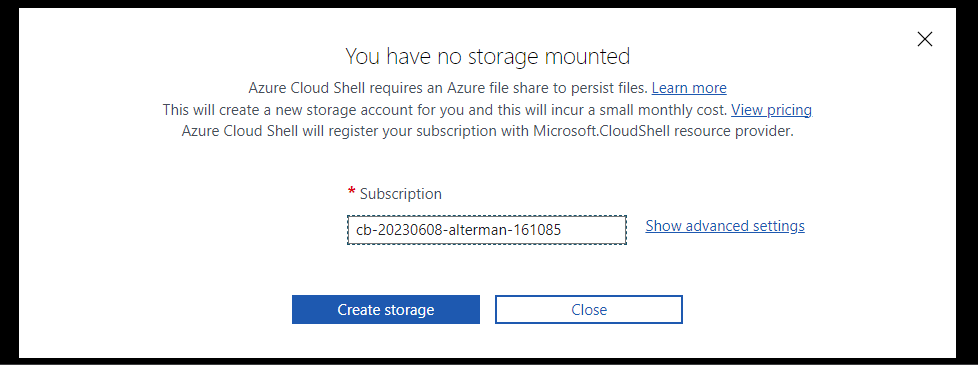 You have no storage mounted
Azure Cloud Shell requires an Azure file share to persist files. Learn more
This will create a new storage account for you and this will incur a small monthly cost. View pricing
Azure Cloud Shell will register your subscription with Microsoft.CloudShell resource provider.
* Subscription
cb-20230608-alterman-161085
Show advanced settings
Create storage
Close